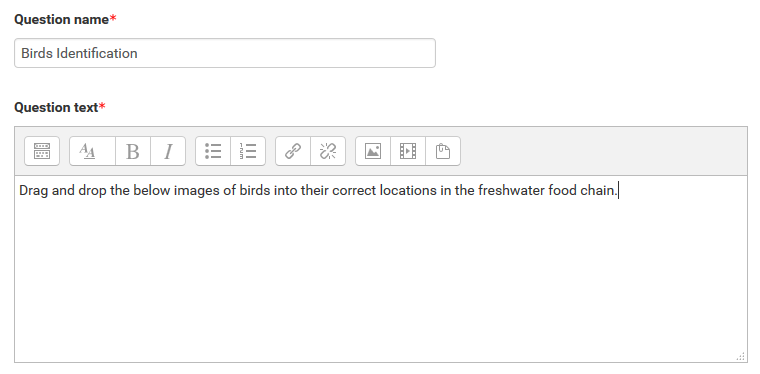 Question name*
Birds Identification
Question text*
Drag and drop the below images of birds into their correct locations in the freshwater food chain.